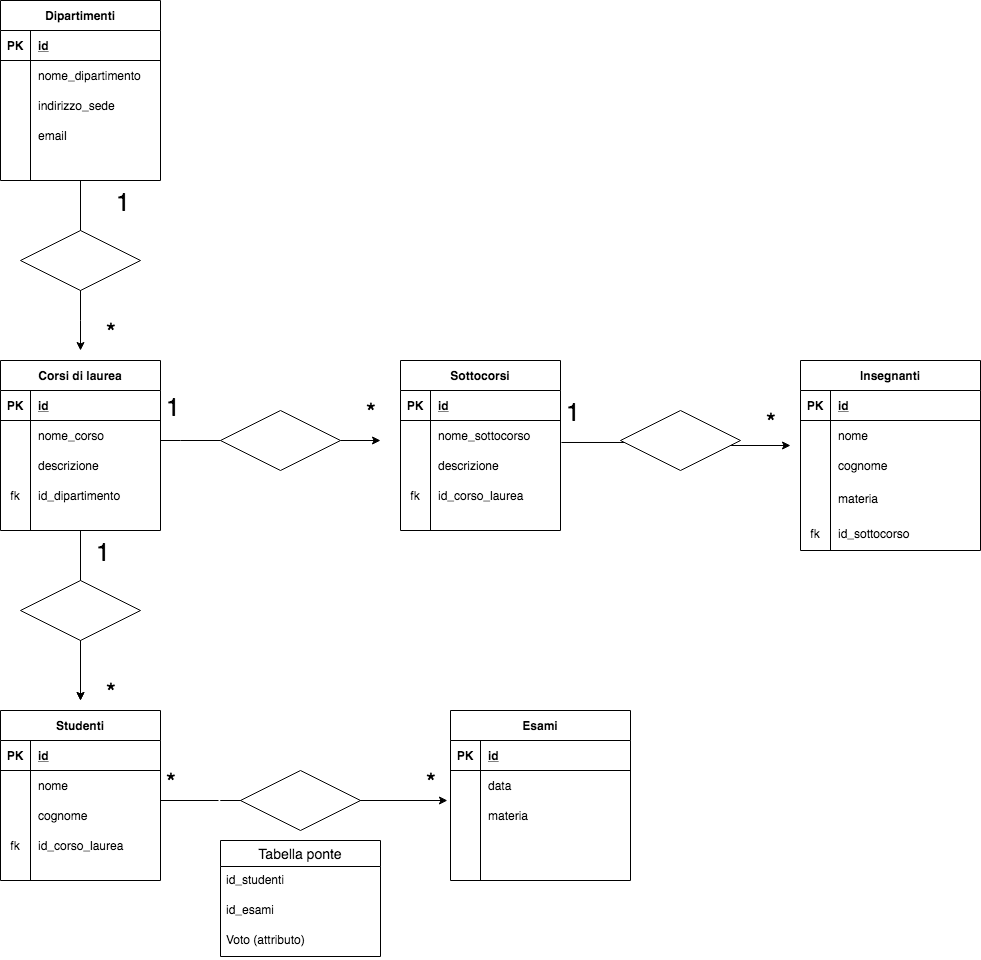 Dipartimenti
PK id
nome_dipartimento
indirizzo_sede
email
1
*
Corsi di laurea
PK id
nome_corso
descrizione
fk id_dipartimento
1
*
Sottocorsi
PK id
nome_sottocorso
descrizione
fk id_corso_laurea
1
*
Insegnanti
PK id
nome
cognome
materia
fk id_sottocorso
1
*
Studenti
PK id
nome
cognome
fk id_corso_laurea
*
*
Esami
PK id
data
materia
Tabella ponte
id_studenti
id_esami
Voto (attributo)